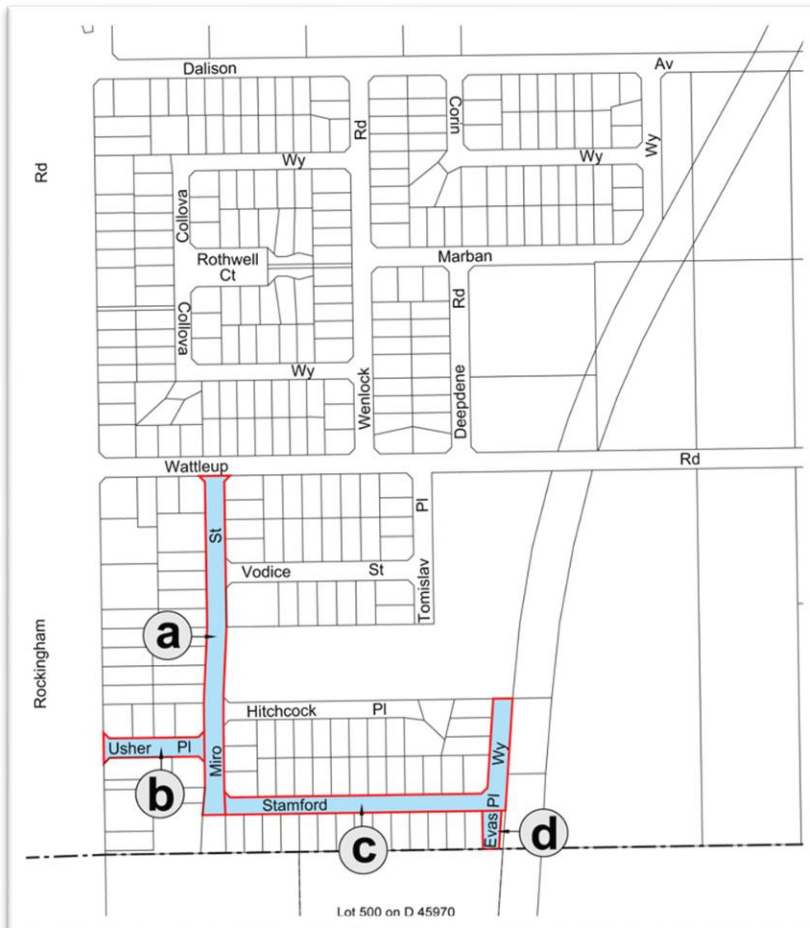 Dalison
Av
Rd
Rd
Corin
Wy
Wy
Wy
Collova
Rothwell
Ct
Marban
Rd
Collova
Wy
Wenlock
Deepdene
Wattleup
Rd
St
Pl
Vodice St
Tomislav
a
Rockingham
Hitchcock Pl
Usher Pl
Miro
Wy
b
Stamford
Pl
Evas
c
d
Lot 500 on D 45970